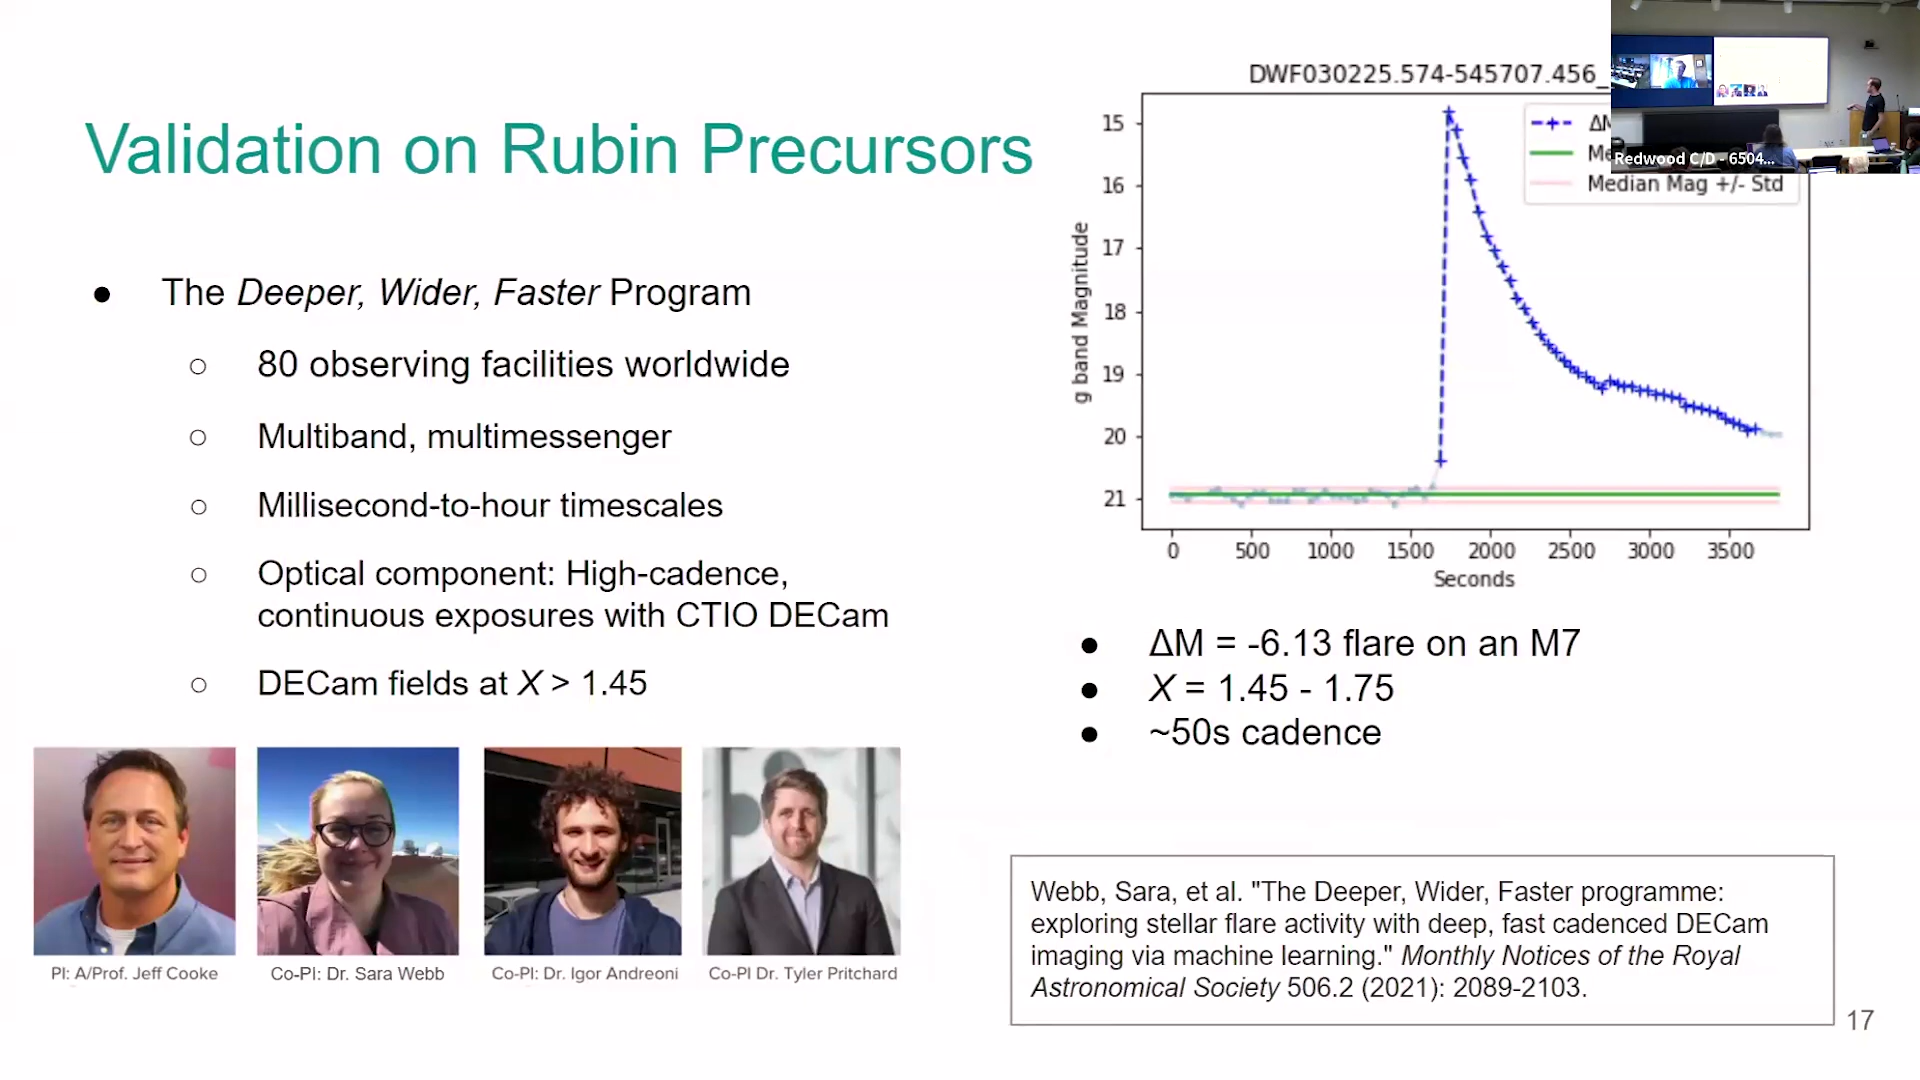 Validation on Rubin Precursors
● The Deeper, Wider, Faster Program
○ 80 observing facilities worldwide
○ Multiband, multimessenger
○ Millisecond-to-hour timescales
○ Optical component: High-cadence,
continuous exposures with CTIO DECam
○ DECam fields at X > 1.45
PI: A/Prof. Jeff Cooke
Co-PI: Dr. Sara Webb
Co-PI: Dr. Igor Andreoni
Co-PI Dr. Tyler Pritchard
DWF030225.574-545707.456_
ΔM
Me
Median Mag +/- Std
Redwood C/D - 6504...
g band Magnitude
15
16
17
18
19
20
21
0 500 1000 1500 2000 2500 3000 3500
Seconds
● ΔM = -6.13 flare on an M7
● X = 1.45 - 1.75
● ~50s cadence
Webb, Sara, et al. "The Deeper, Wider, Faster programme:
exploring stellar flare activity with deep, fast cadenced DECam
imaging via machine learning." Monthly Notices of the Royal
Astronomical Society 506.2 (2021): 2089-2103.
17